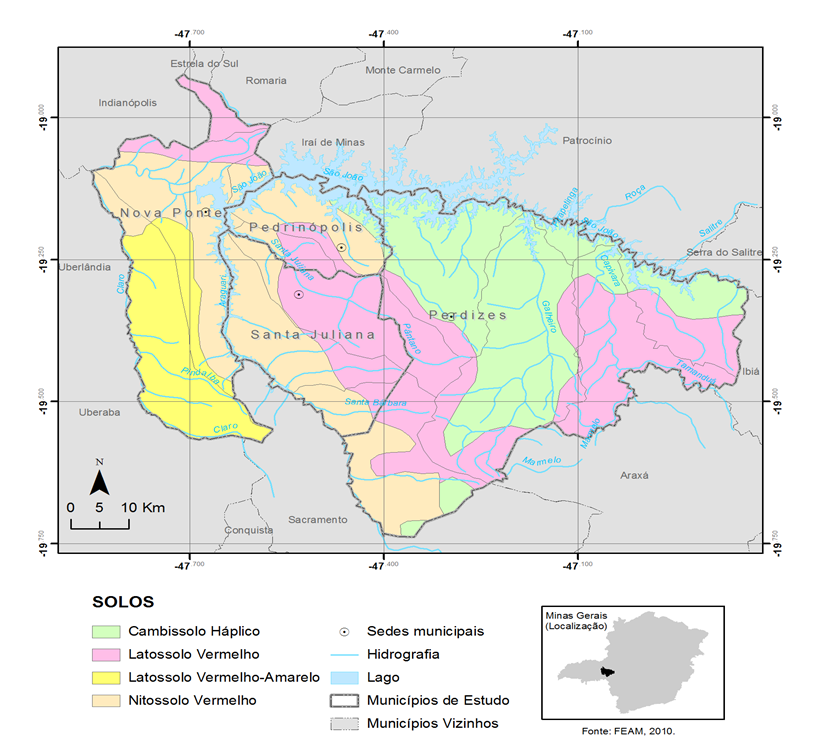 -47,700
-47,400
-47,100
Estrela do Sul
Romaria
Monte Carmelo
Indianópolis
-19,000
-19,000
Iraí de Minas
Patrocínio
São João
São João
Roça
Nova Ponte
Pedrinópolis
São João
Salitre
Serra do Salitre
Santa Juliana
-19,250
-19,250
Uberlândia
Claro
Araguari
Capivara
Santa Juliana
Perdizes
Galheiro
Pântano
Ibiá
Tamanduá
Pindaíba
Santa Bárbara
-19,500
-19,500
Uberaba
Claro
Marmelo
Araxá
N
0 5 10 Km
Sacramento
Conquista
-19,750
-19,750
-47,700
-47,400
-47,100
SOLOS
Cambissolo Háplico
Latossolo Vermelho
Latossolo Vermelho-Amarelo
Nitossolo Vermelho
Sedes municipais
Hidrografia
Lago
Municípios de Estudo
Municípios Vizinhos
Minas Gerais
(Localização)
Fonte: FEAM, 2010.